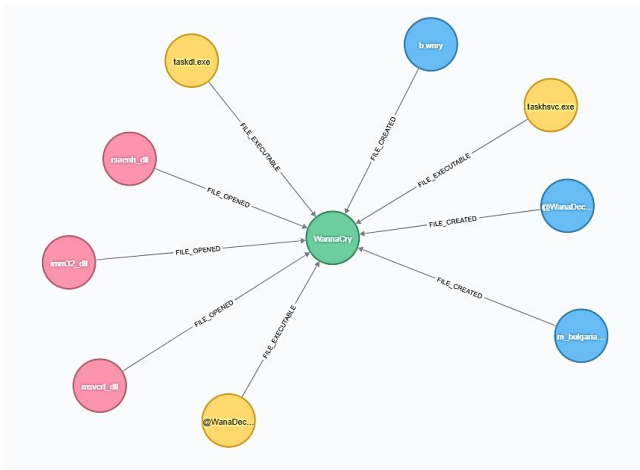 b.wnry
taskdl.exe
taskhsvc.exe
FILE_EXECUTABLE
FILE_CREATED
FILE_EXECUTABLE
rsaenh_dll
FILE_OPENED
@WanaDec...
FILE_CREATED
WannaCry
FILE_OPENED
imm32_dll
FILE_CREATED
FILE_OPENED
m_bulgaria...
FILE_EXECUTABLE
msvcrt_dll
@WanaDec...